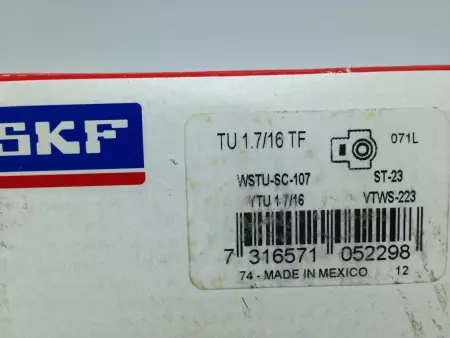 SKF
TU 1.7/16 TF
071L
WSTU-SC-107
ST-23
YTU 1 7/16
VTWS-223
7 316571 052298
74 - MADE IN MEXICO
12